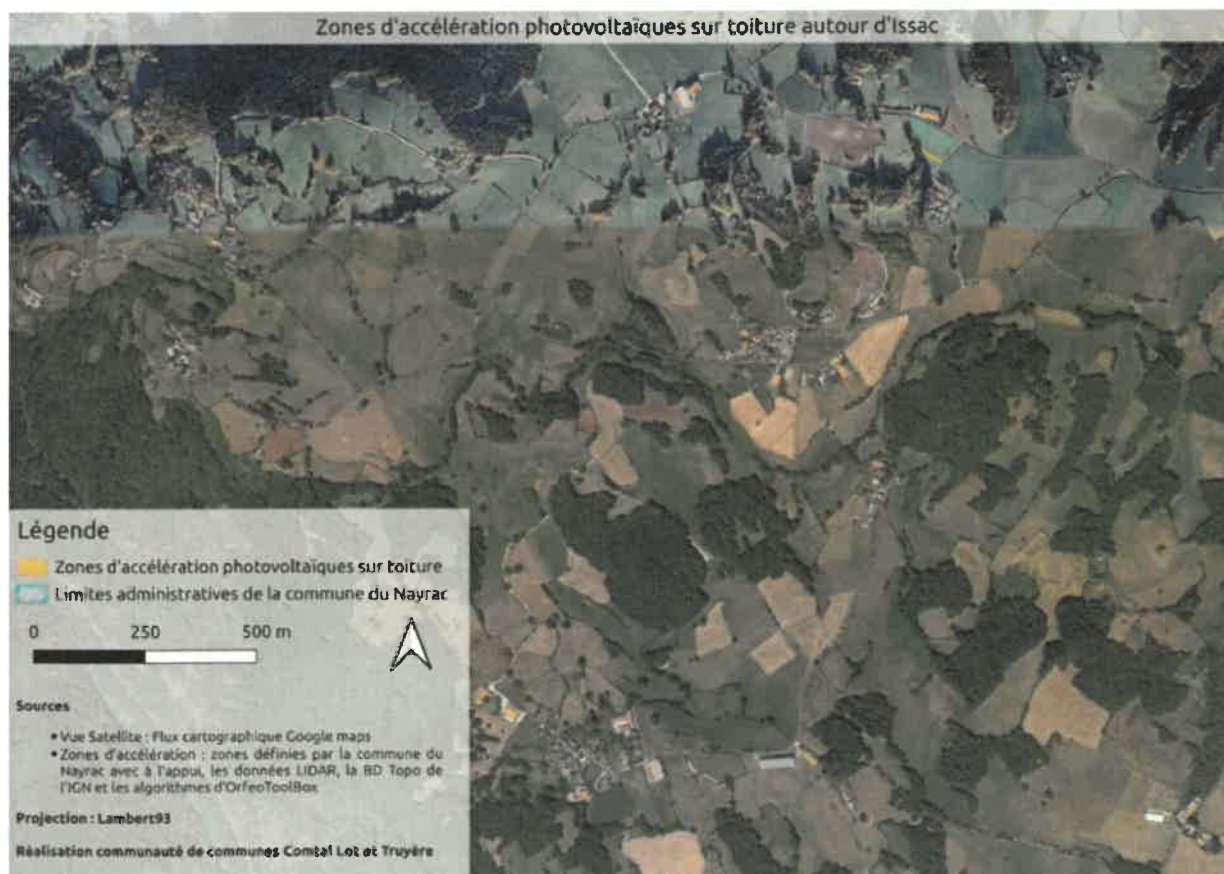 Zones d'accélération photovoltaïques sur toiture autour d'Issac
Légende
Zones d'accélération photovoltaïques sur toiture
Limites administratives de la commune du Nayrac
0 250 500 m
Sources
• Vue Satellite : Flux cartographique Google maps
• Zones d'accélération : zones définies par la commune du
Nayrac avec à l'appui, les données LIDAR, la BD Topo de
l'IGN et les algorithmes d'OrfeoToolBox
Projection : Lambert93
Réalisation communauté de communes Comtal Lot et Truyère